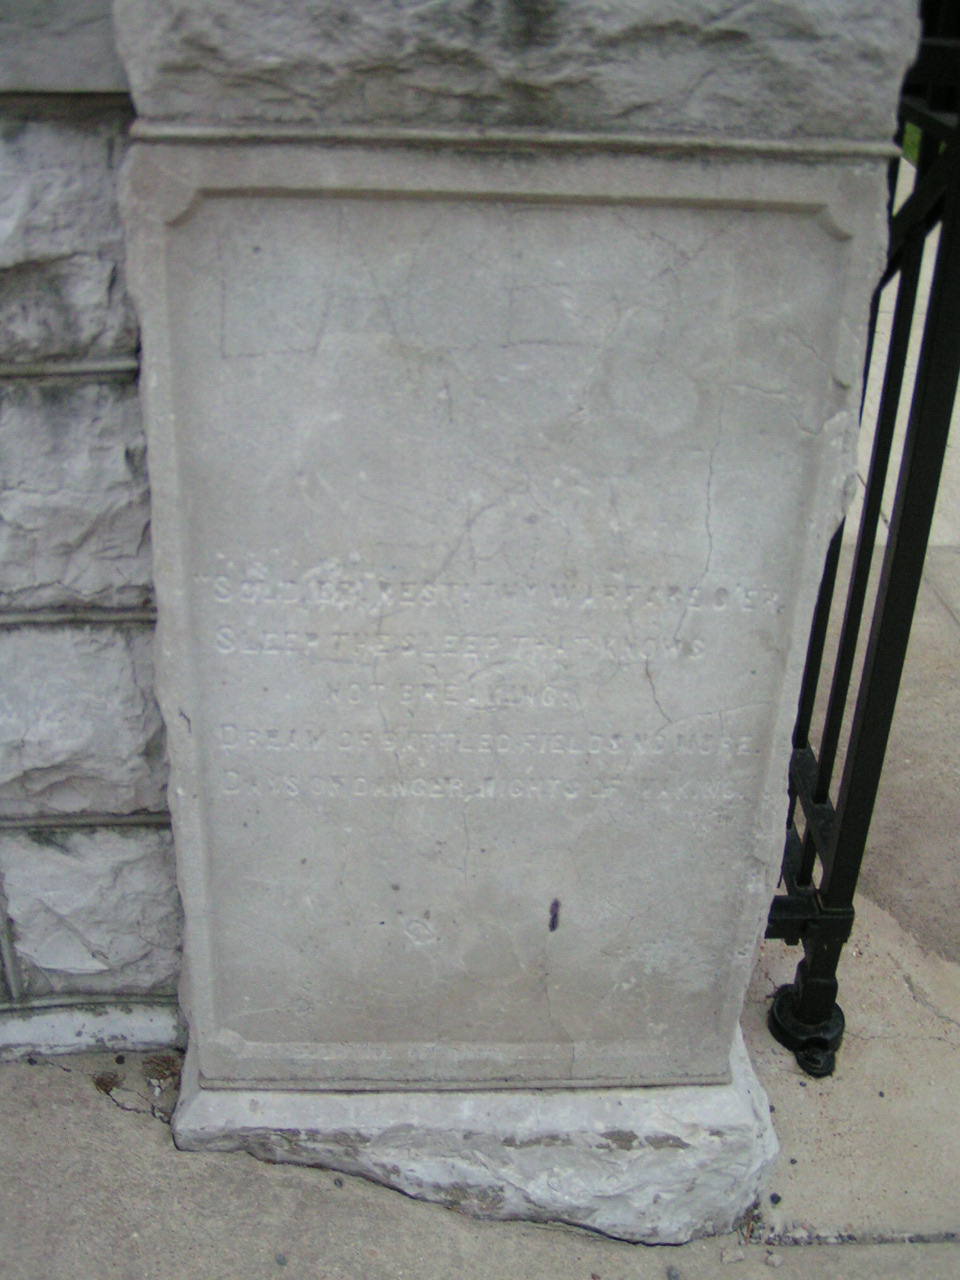 "SOLDIER REST! THY WARFARE O'ER,
SLEEP THE SLEEP THAT KNOWS
NOT BREAKING,
DREAM OF BATTLED FIELDS NO MORE.
DAYS OF DANGER, NIGHTS OF WAKING.